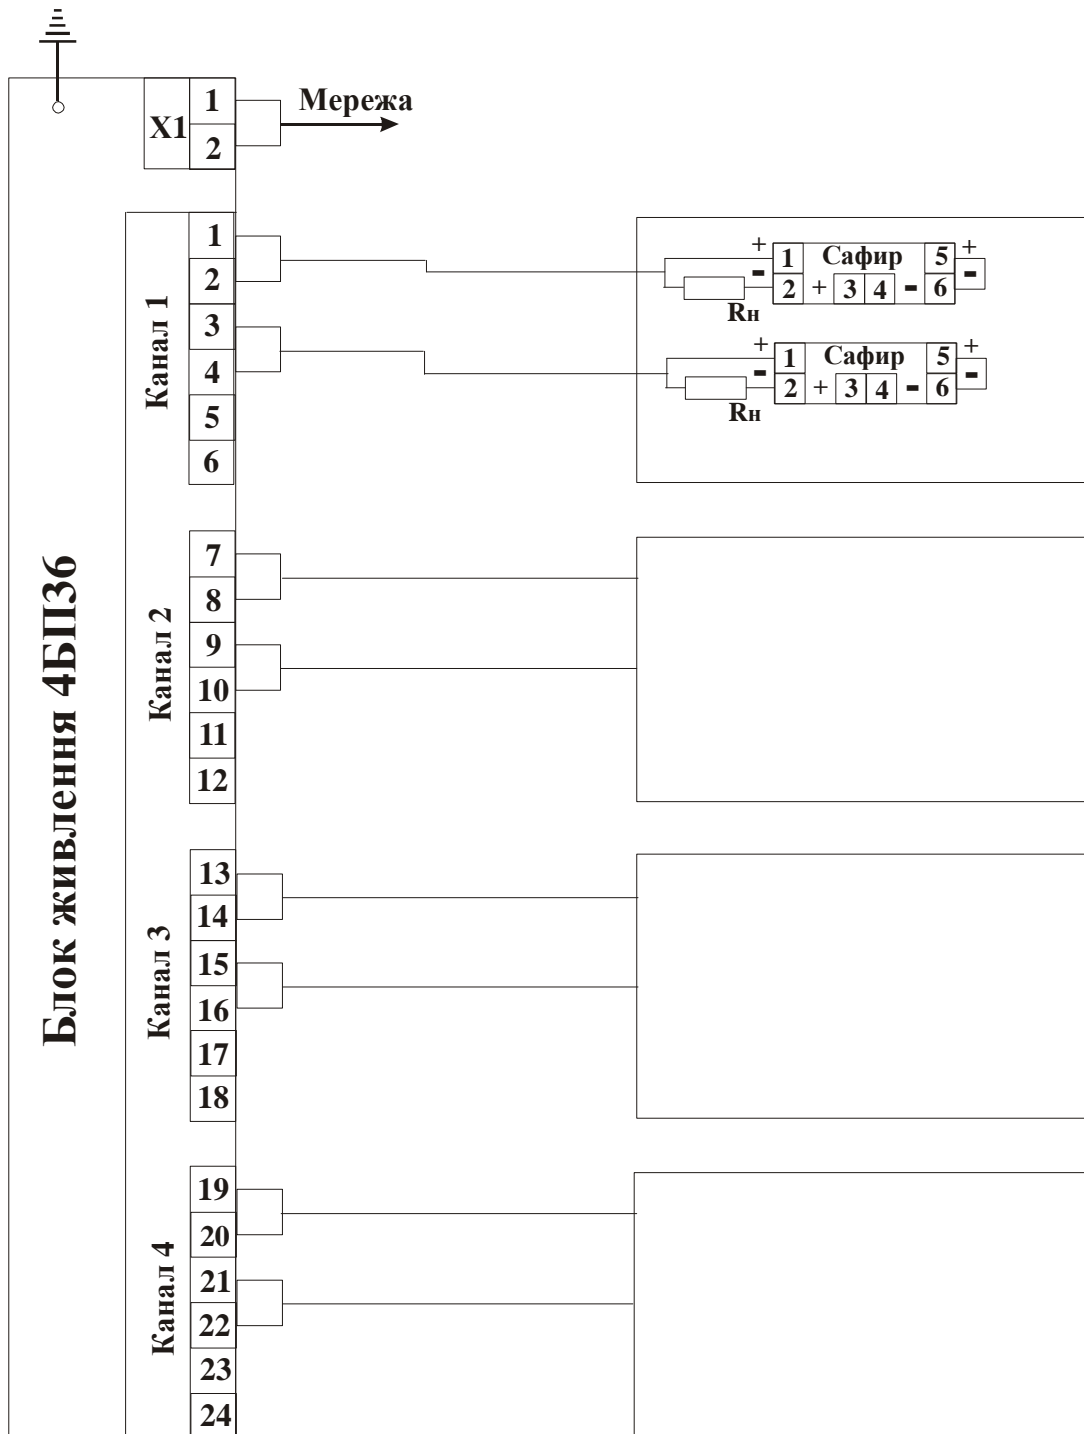 Х1
1
2
Мережа
Блок живлення 4БП36
Канал 1
1
2
3
4
5
6
+ 1 Сафир 5 +
- 2 + 3 4 - 6 -
Rн
+ 1 Сафир 5 +
- 2 + 3 4 - 6 -
Rн
Канал 2
7
8
9
10
11
12
Канал 3
13
14
15
16
17
18
Канал 4
19
20
21
22
23
24